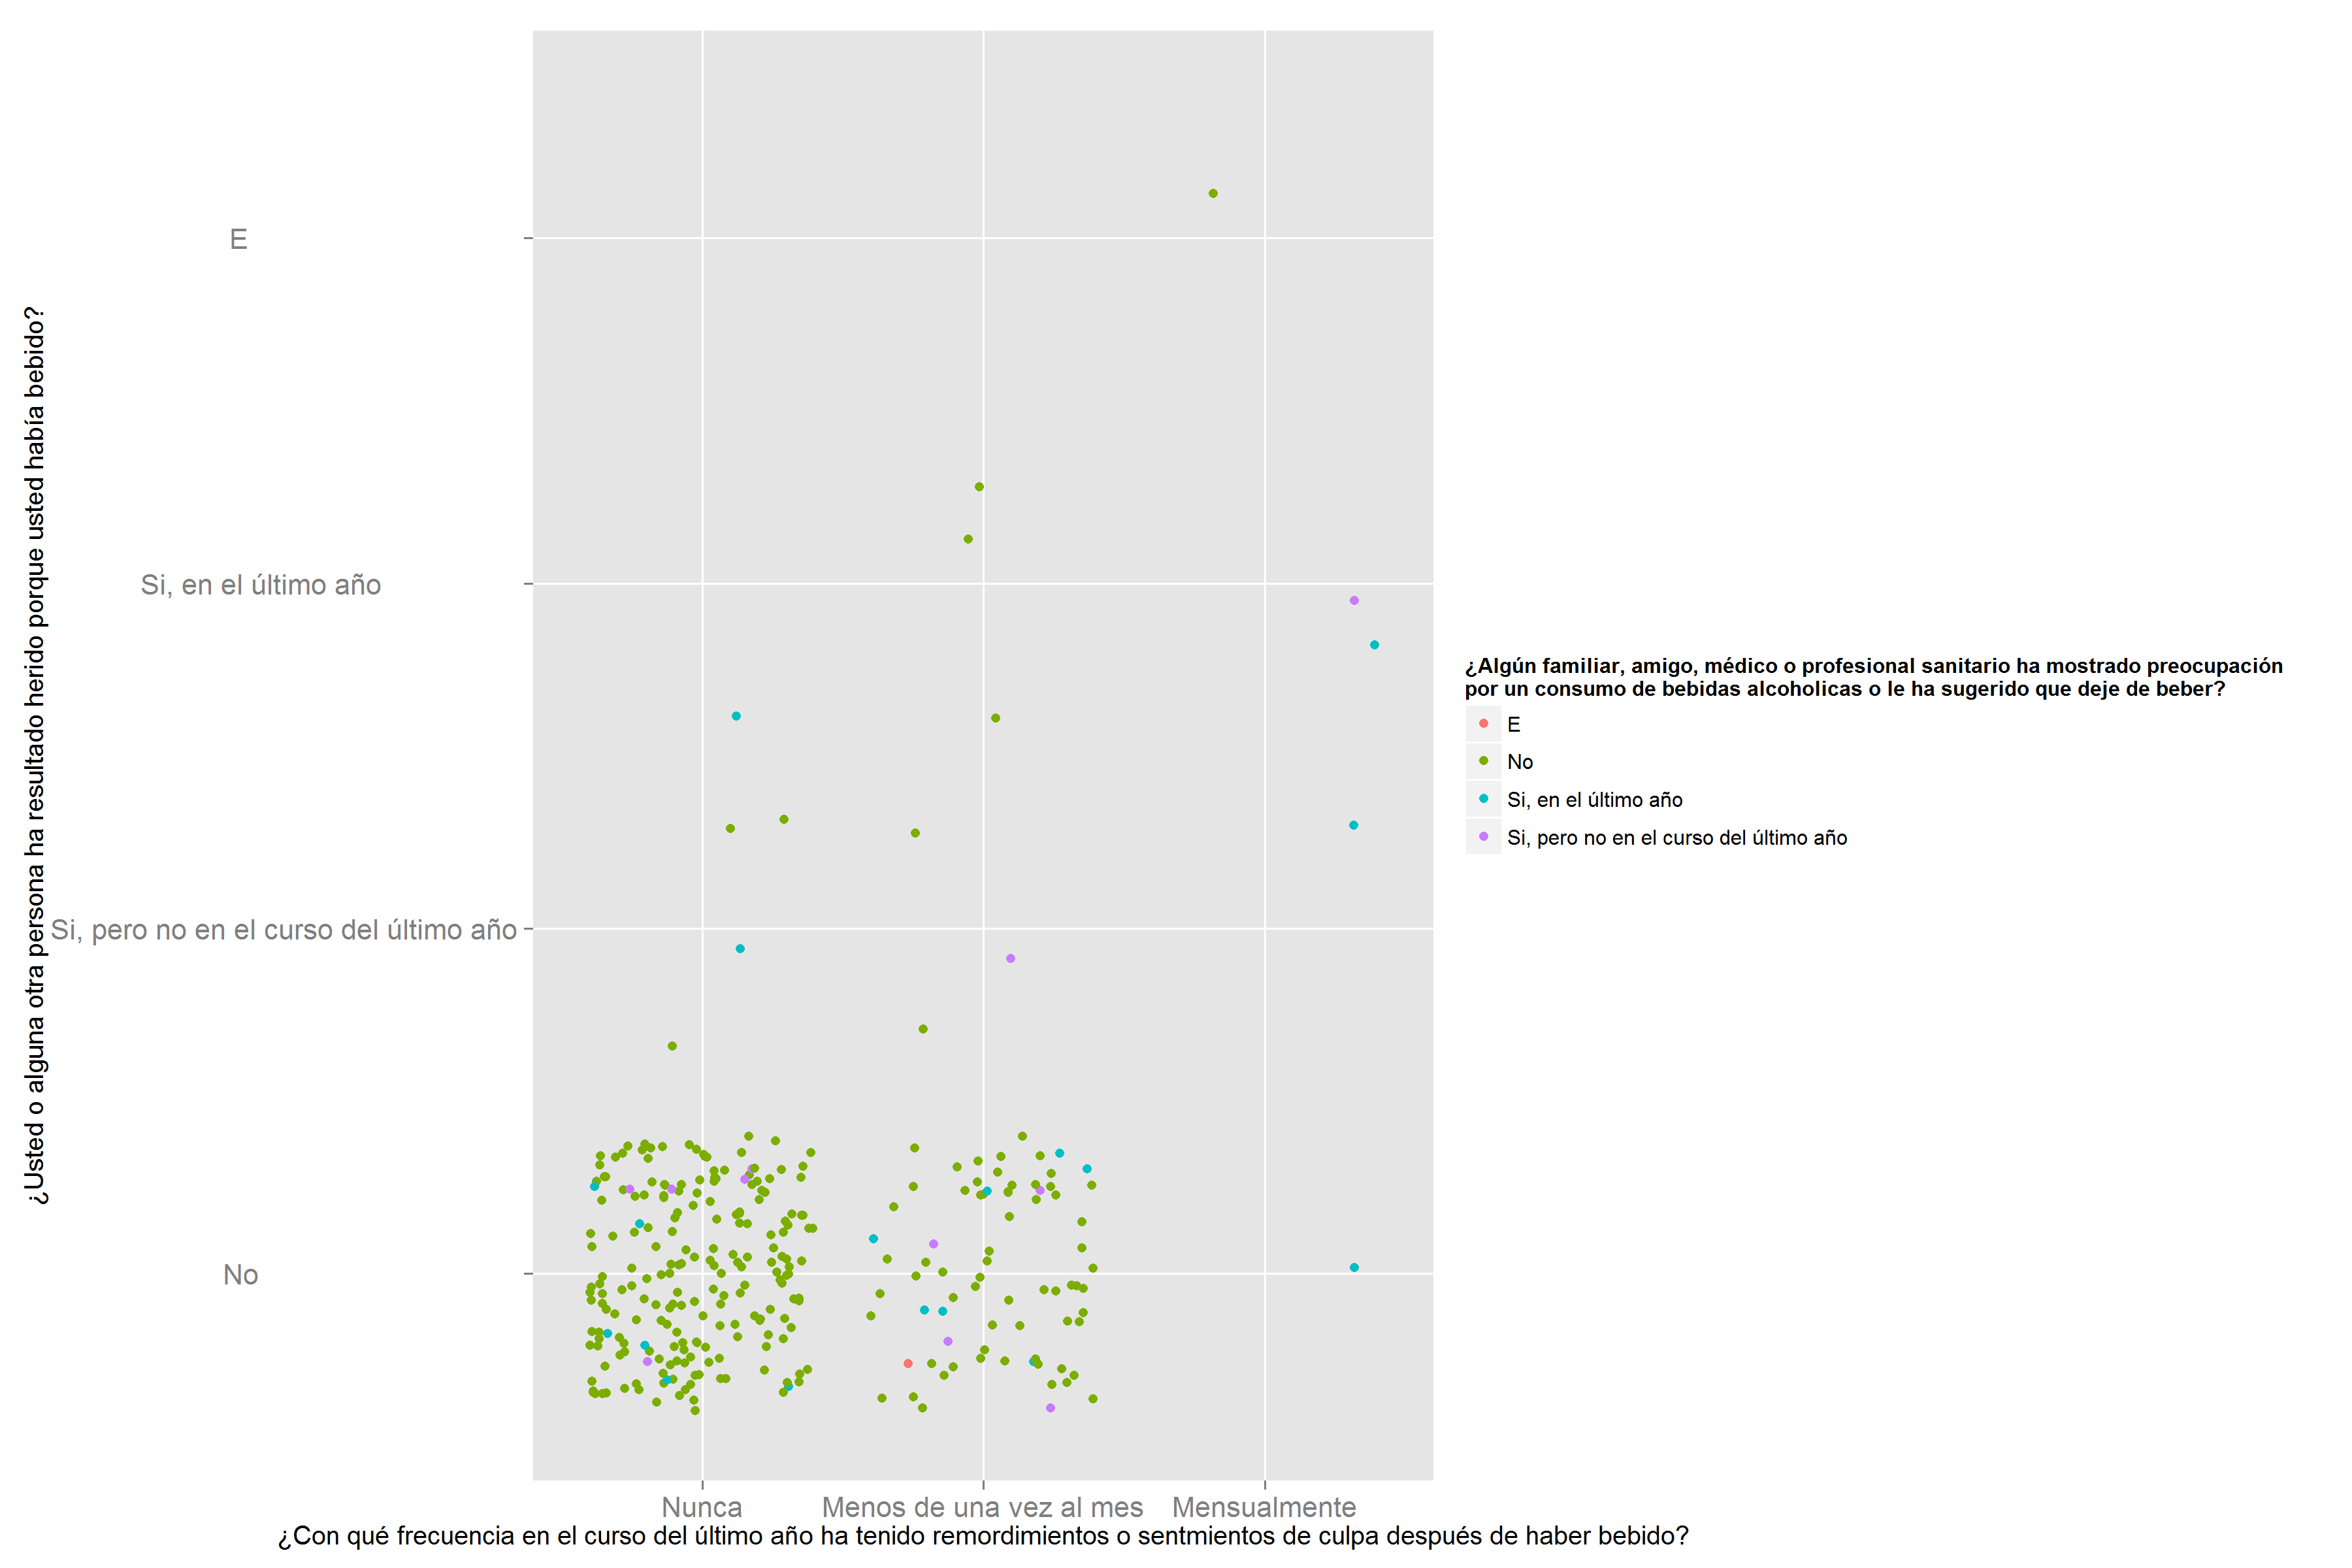 ¿Usted o alguna otra persona ha resultado herido porque usted había bebido?
E
Si, en el último año
Si, pero no en el curso del último año
No
Nunca
Menos de una vez al mes
Mensualmente
¿Con qué frecuencia en el curso del último año ha tenido remordimientos o sentmientos de culpa después de haber bebido?
¿Algún familiar, amigo, médico o profesional sanitario ha mostrado preocupación
por un consumo de bebidas alcoholicas o le ha sugerido que deje de beber?
E
No
Si, en el último año
Si, pero no en el curso del último año